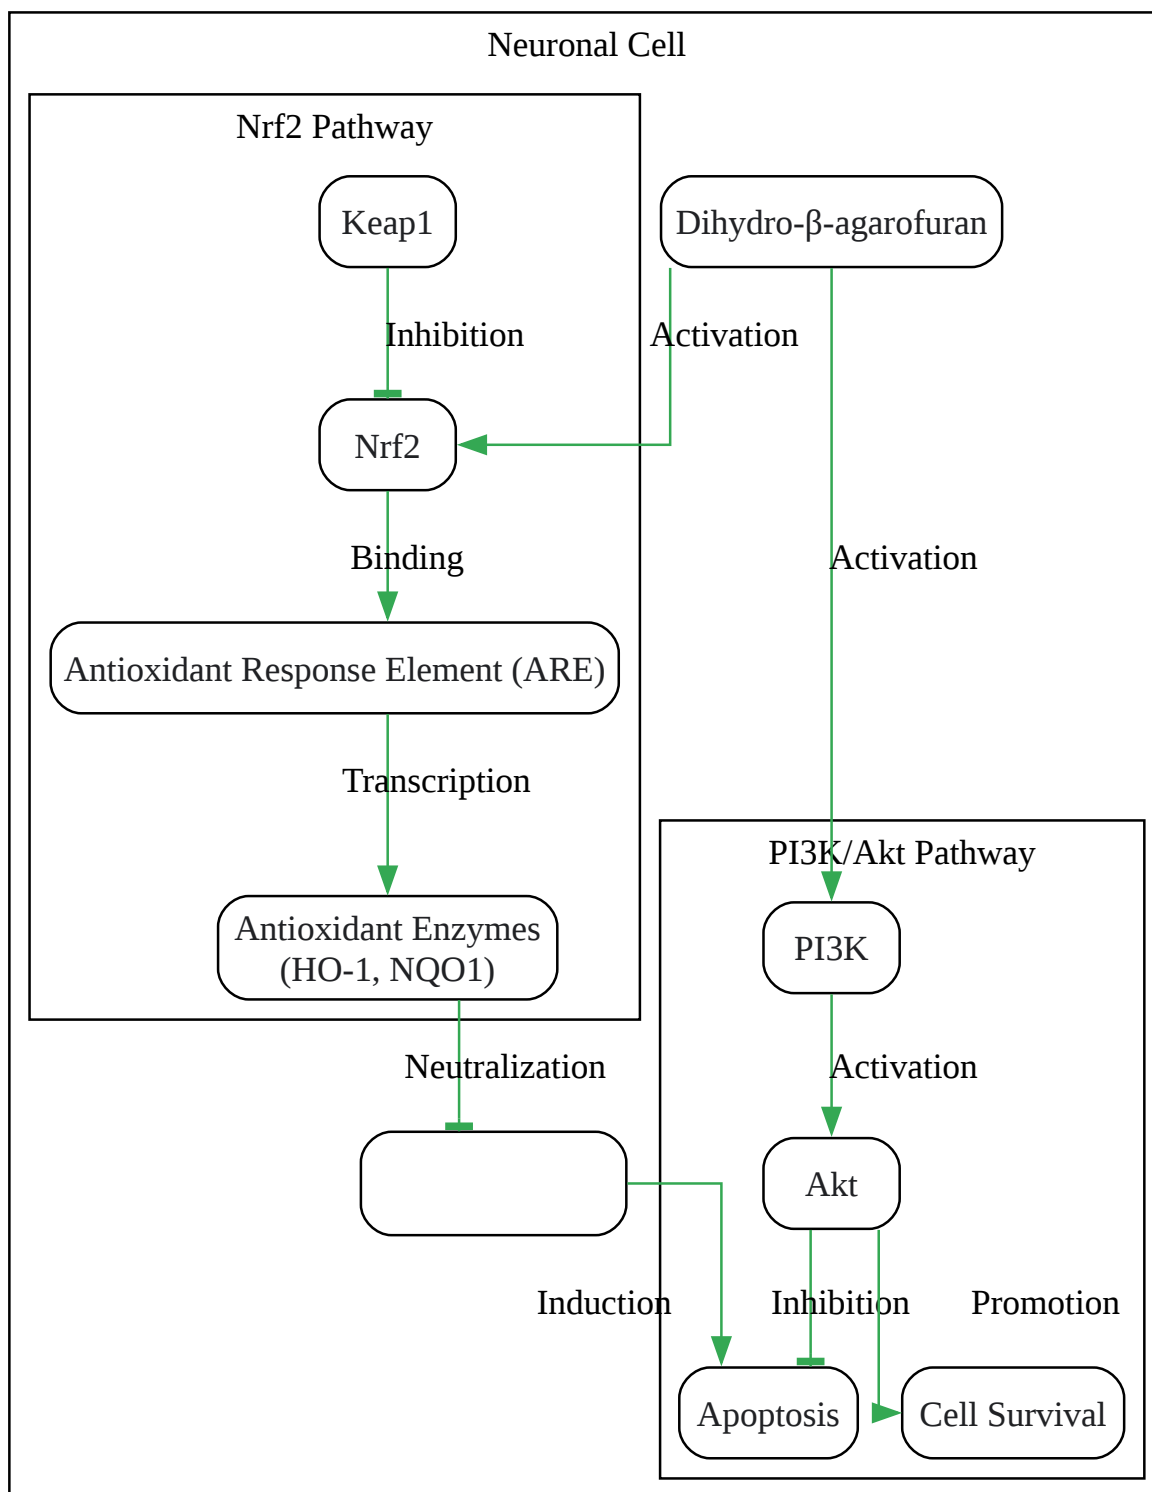 Neuronal Cell
Nrf2 Pathway
Keap1
Dihydro-β-agarofuran
Inhibition
Activation
Nrf2
Binding
Activation
Antioxidant Response Element (ARE)
Transcription
PI3K/Akt Pathway
Antioxidant Enzymes
(HO-1, NQO1)
PI3K
Neutralization
Activation
Akt
Induction
Inhibition
Promotion
Apoptosis
Cell Survival